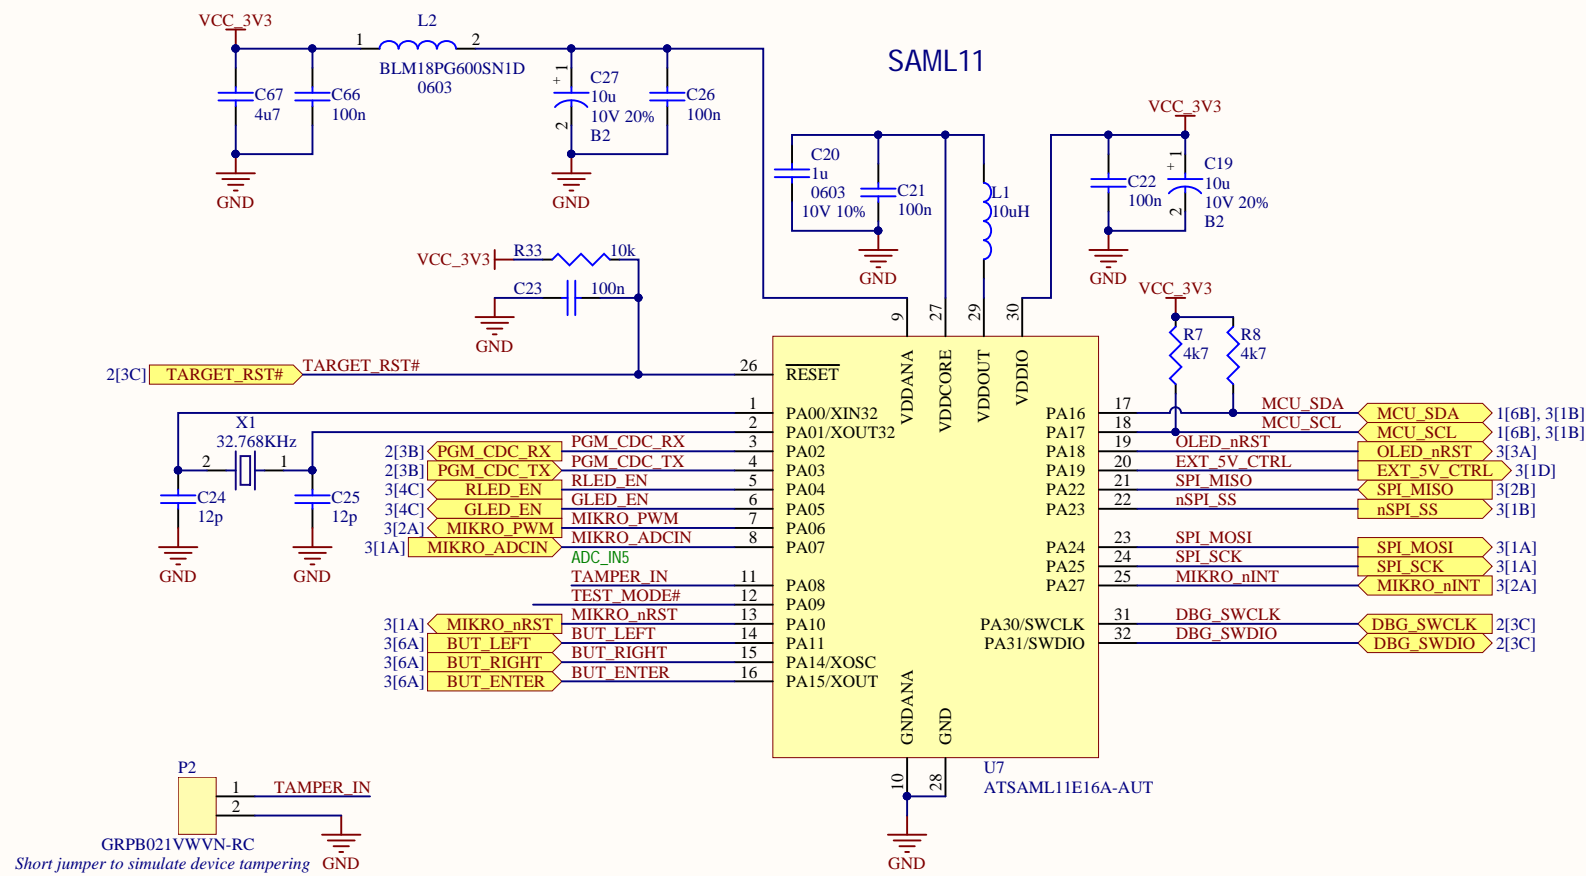 SAML11
VCC_3V3
L2
1
2
BLM18PG600SN1D
0603
C67
4u7
C66
100n
GND
+
1
2
C27
10u
10V 20%
B2
C26
100n
GND
C20
1u
0603
10V 10%
C21
100n
GND
L1
10uH
VCC_3V3
C22
100n
+
1
2
C19
10u
10V 20%
B2
GND
VCC_3V3
R33
10k
C23
100n
GND
VCC_3V3
R7
4k7
R8
4k7
9
27
29
30
VDDANA
VDDCORE
VDDOUT
VDDIO
2[3C] TARGET_RST# TARGET_RST# 26 RESET
1 PA00/XIN32
2 PA01/XOUT32
X1
32.768KHz
2
1
C24
12p
C25
12p
GND
GND
2[3B] PGM_CDC_RX PGM_CDC_RX 3 PA02
2[3B] PGM_CDC_TX PGM_CDC_TX 4 PA03
3[4C] RLED_EN RLED_EN 5 PA04
3[4C] GLED_EN GLED_EN 6 PA05
3[2A] MIKRO_PWM MIKRO_PWM 7 PA06
3[1A] MIKRO_ADCIN MIKRO_ADCIN 8 PA07
ADC_IN5
TAMPER_IN 11 PA08
TEST_MODE# 12 PA09
3[1A] MIKRO_nRST MIKRO_nRST 13 PA10
3[6A] BUT_LEFT BUT_LEFT 14 PA11
3[6A] BUT_RIGHT BUT_RIGHT 15 PA14/XOSC
3[6A] BUT_ENTER BUT_ENTER 16 PA15/XOUT
PA16 17 MCU_SDA MCU_SDA 1[6B], 3[1B]
PA17 18 MCU_SCL MCU_SCL 1[6B], 3[1B]
PA18 19 OLED_nRST OLED_nRST 3[3A]
PA19 20 EXT_5V_CTRL EXT_5V_CTRL 3[1D]
PA22 21 SPI_MISO SPI_MISO 3[2B]
PA23 22 nSPI_SS nSPI_SS 3[1B]
PA24 23 SPI_MOSI SPI_MOSI 3[1A]
PA25 24 SPI_SCK SPI_SCK 3[1A]
PA27 25 MIKRO_nINT MIKRO_nINT 3[2A]
PA30/SWCLK 31 DBG_SWCLK DBG_SWCLK 2[3C]
PA31/SWDIO 32 DBG_SWDIO DBG_SWDIO 2[3C]
GNDANA
GND
10
28
GND
U7
ATSAML11E16A-AUT
P2
1 TAMPER_IN
2
GRPB021VWVN-RC
GND
Short jumper to simulate device tampering